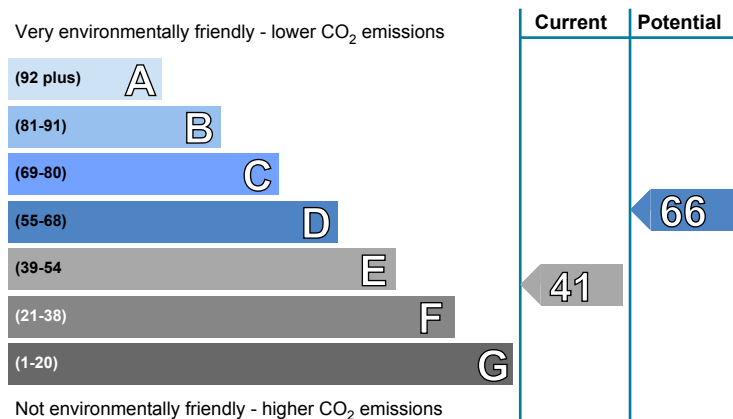 Very environmentally friendly - lower CO2 emissions
Current
Potential
(92 plus) A
(81-91) B
(69-80) C
(55-68) D
66
(39-54 E
41
(21-38) F
(1-20) G
Not environmentally friendly - higher CO2 emissions